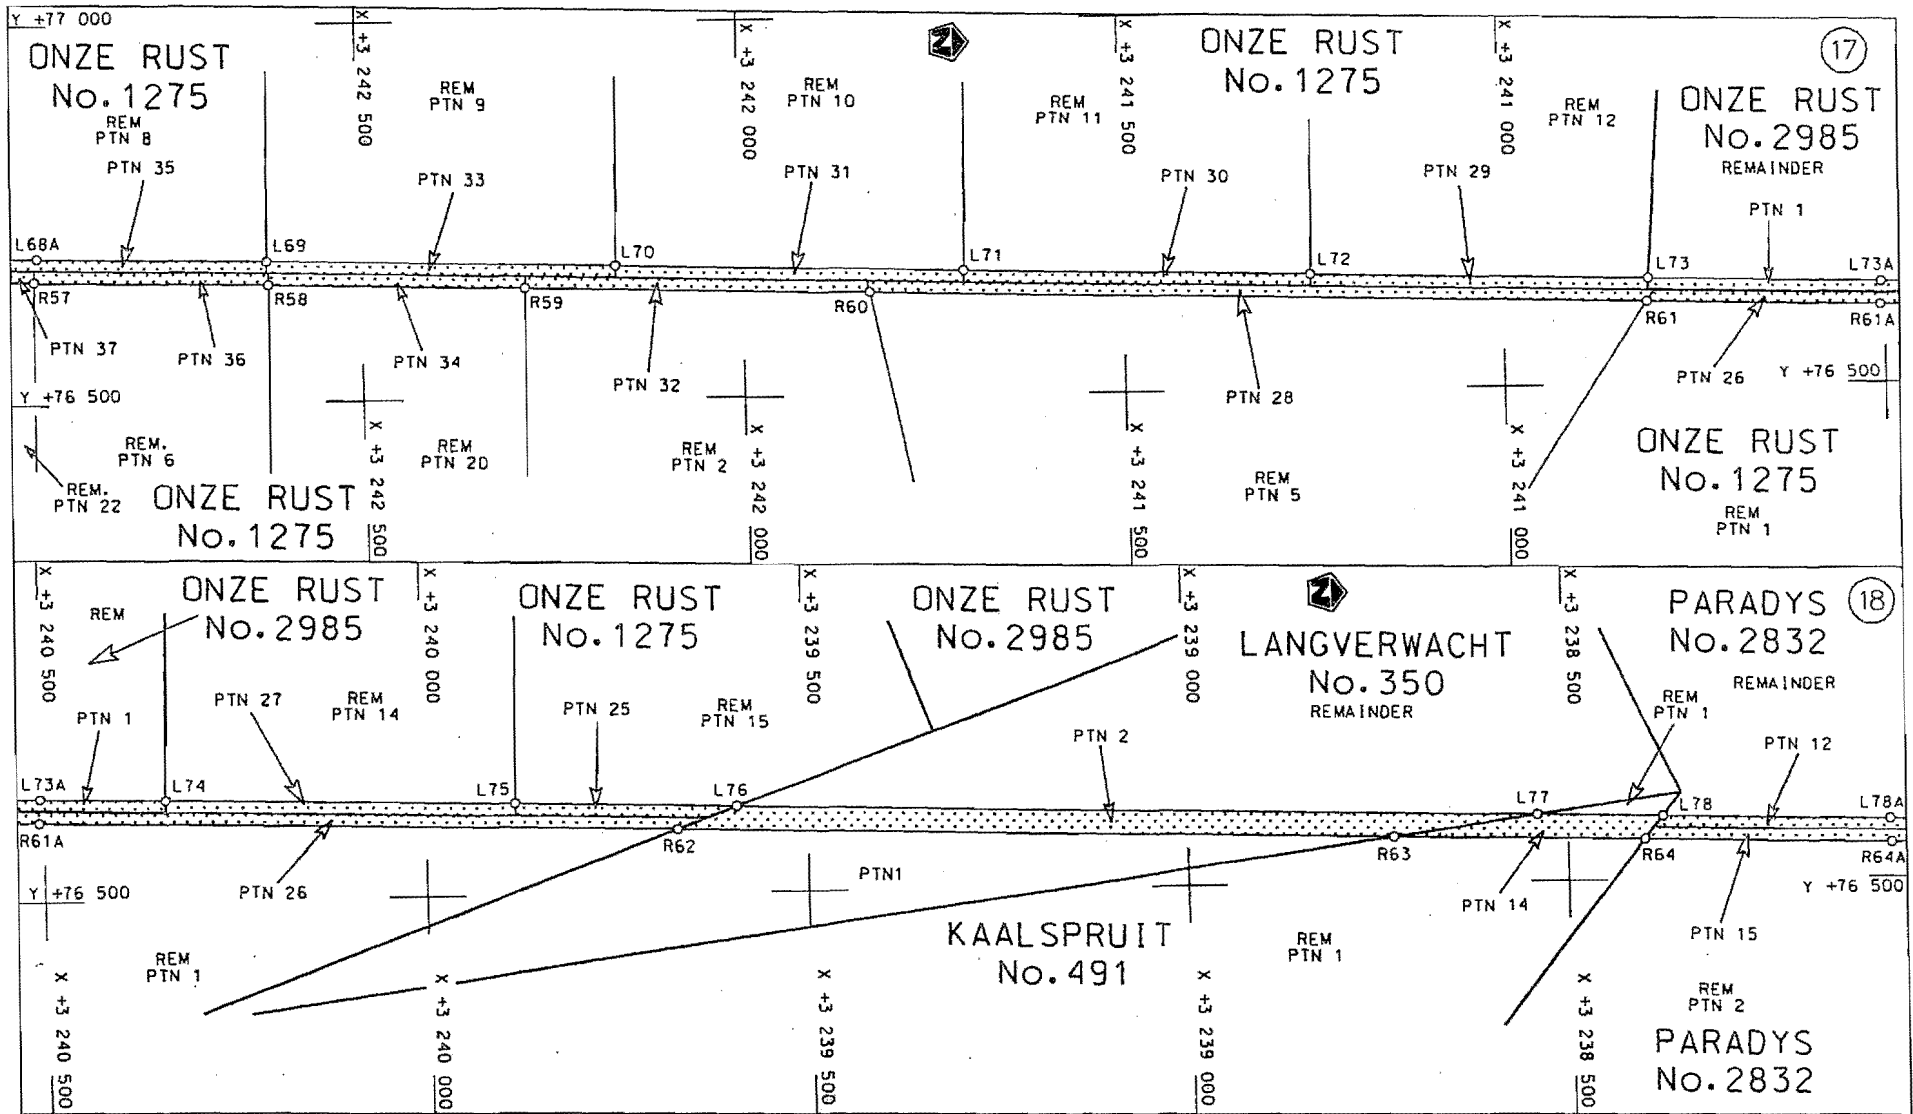 Y +77 000
X +3 242 500
X +3 242 000
X +3 241 500
X +3 241 000
17
ONZE RUST
No.1275
REM
PTN 8
PTN 35
REM
PTN 9
PTN 33
REM
PTN 10
PTN 31
N
REM
PTN 11
PTN 30
ONZE RUST
No.1275
PTN 29
REM
PTN 12
ONZE RUST
No.2985
REMAINDER
PTN 1
L68A
L69
L70
L71
L72
L73
L73A
R57
R58
R59
R60
R61
R61A
PTN 37
PTN 36
PTN 34
PTN 32
PTN 28
PTN 26
Y +76 500
Y +76 500
REM.
PTN 6
REM.
PTN 22
ONZE RUST
No.1275
X +3 242 500
REM
PTN 20
REM
PTN 2
X +3 242 000
X +3 241 500
REM
PTN 5
X +3 241 000
ONZE RUST
No.1275
REM
PTN 1
X +3 240 500
REM
ONZE RUST
No.2985
X +3 240 000
ONZE RUST
No.1275
X +3 239 500
ONZE RUST
No.2985
X +3 239 000
N
LANGVERWACHT
No.350
REMAINDER
X +3 238 500
PARADYS
No.2832
REMAINDER
18
PTN 1
PTN 27
REM
PTN 14
PTN 25
REM
PTN 15
PTN 2
REM
PTN 1
PTN 12
L73A
L74
L75
L76
L77
L78
L78A
R61A
R62
R63
R64
R64A
Y +76 500
PTN 26
PTN1
PTN 14
Y +76 500
PTN 15
REM
PTN 1
KAALSPRUIT
No.491
REM
PTN 1
REM
PTN 2
PARADYS
No.2832
X +3 240 500
X +3 240 000
X +3 239 500
X +3 239 000
X +3 238 500